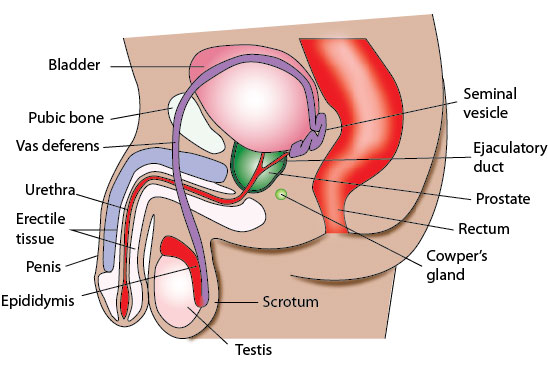 Bladder
Pubic bone
Vas deferens
Urethra
Erectile
tissue
Penis
Epididymis
Seminal
vesicle
Ejaculatory
duct
Prostate
Rectum
Cowper's
gland
Scrotum
Testis